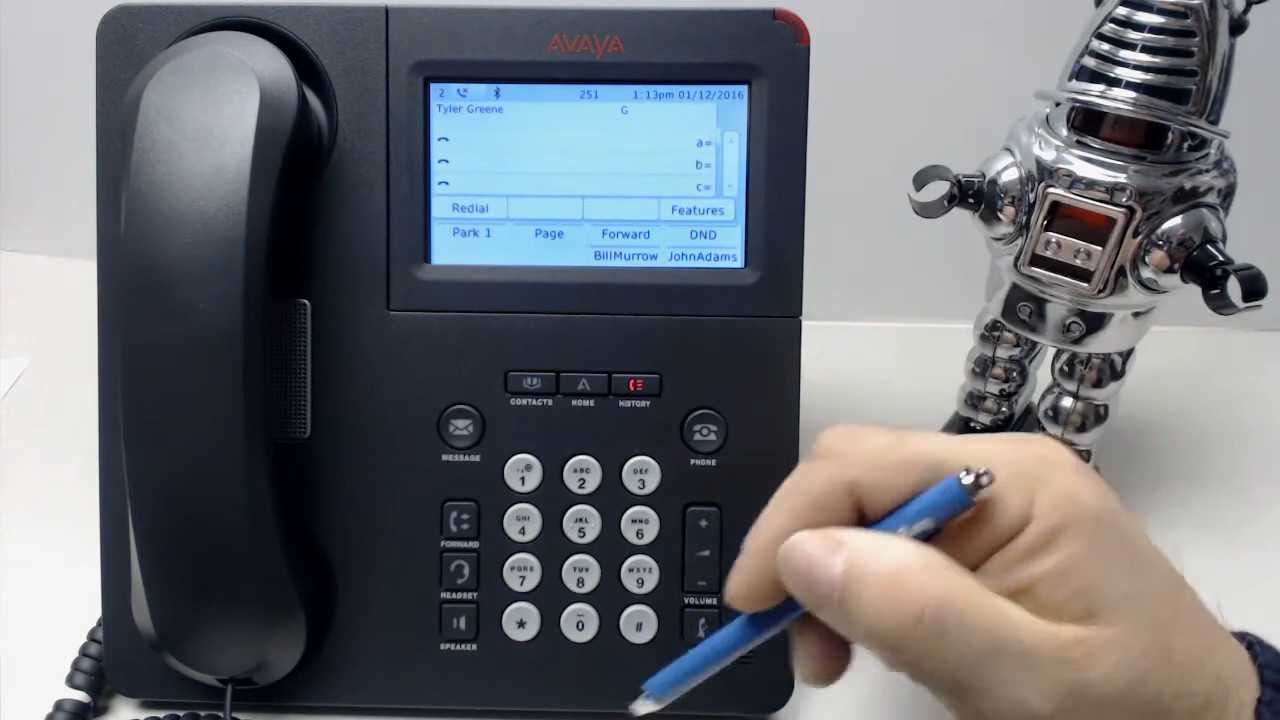 AVAYA
2 251 1:13pm 01/12/2016
Tyler Greene G
a=
b=
c=
Redial Features
Park 1 Page Forward DND
BillMurrow JohnAdams
CONTACTS HOME HISTORY
MESSAGE PHONE
.,@ ABC DEF
1 2 3
GHI JKL MNO
4 5 6
FORWARD
PQRS TUV WXYZ
7 8 9
+
-
HEADSET VOLUME
* 0 #
SPEAKER